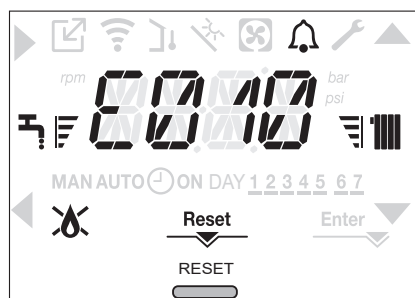 rpm
bar
psi
E010
MAN AUTO ON DAY 1 2 3 4 5 6 7
Reset
Enter
RESET